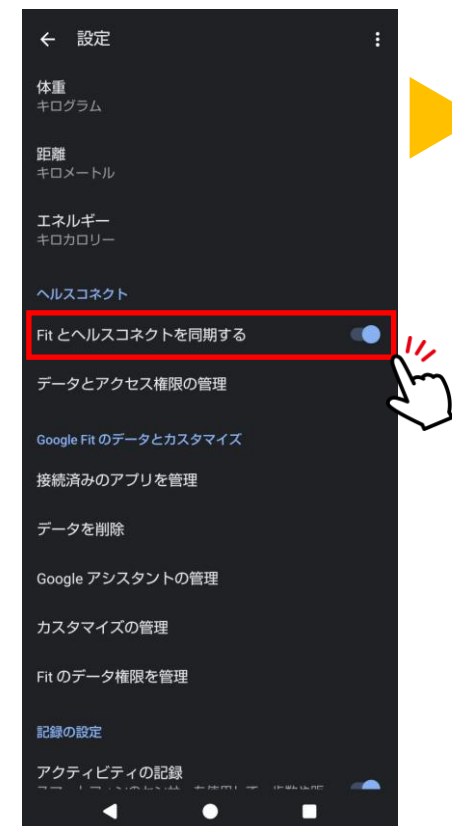 設定
体重
キログラム
距離
キロメートル
エネルギー
キロカロリー
ヘルスコネクト
Fit とヘルスコネクトを同期する
データとアクセス権限の管理
Google Fit のデータとカスタマイズ
接続済みのアプリを管理
データを削除
Google アシスタントの管理
カスタマイズの管理
Fit のデータ権限を管理
記録の設定
アクティビティの記録